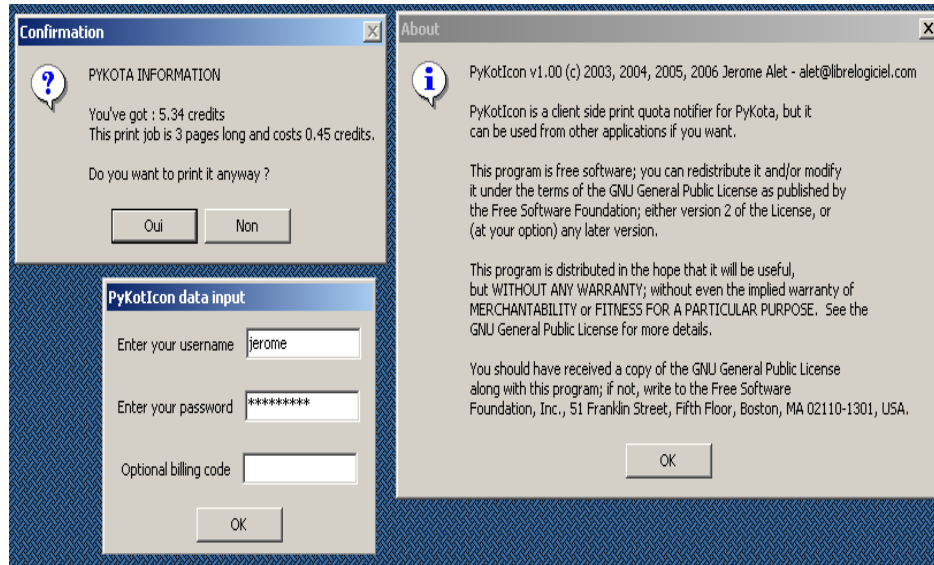 Confirmation
PYKOTA INFORMATION
You've got : 5.34 credits
This print job is 3 pages long and costs 0.45 credits.
Do you want to print it anyway ?
Oui
Non
PyKotIcon data input
Enter your username
jerome
Enter your password
*********
Optional billing code
OK
About
PyKotIcon v1.00 (c) 2003, 2004, 2005, 2006 Jerome Alet - alet@librelogiciel.com
PyKotIcon is a client side print quota notifier for PyKota, but it
can be used from other applications if you want.
This program is free software; you can redistribute it and/or modify
it under the terms of the GNU General Public License as published by
the Free Software Foundation; either version 2 of the License, or
(at your option) any later version.
This program is distributed in the hope that it will be useful,
but WITHOUT ANY WARRANTY; without even the implied warranty of
MERCHANTABILITY or FITNESS FOR A PARTICULAR PURPOSE.  See the
GNU General Public License for more details.
You should have received a copy of the GNU General Public License
along with this program; if not, write to the Free Software
Foundation, Inc., 51 Franklin Street, Fifth Floor, Boston, MA 02110-1301, USA.
OK